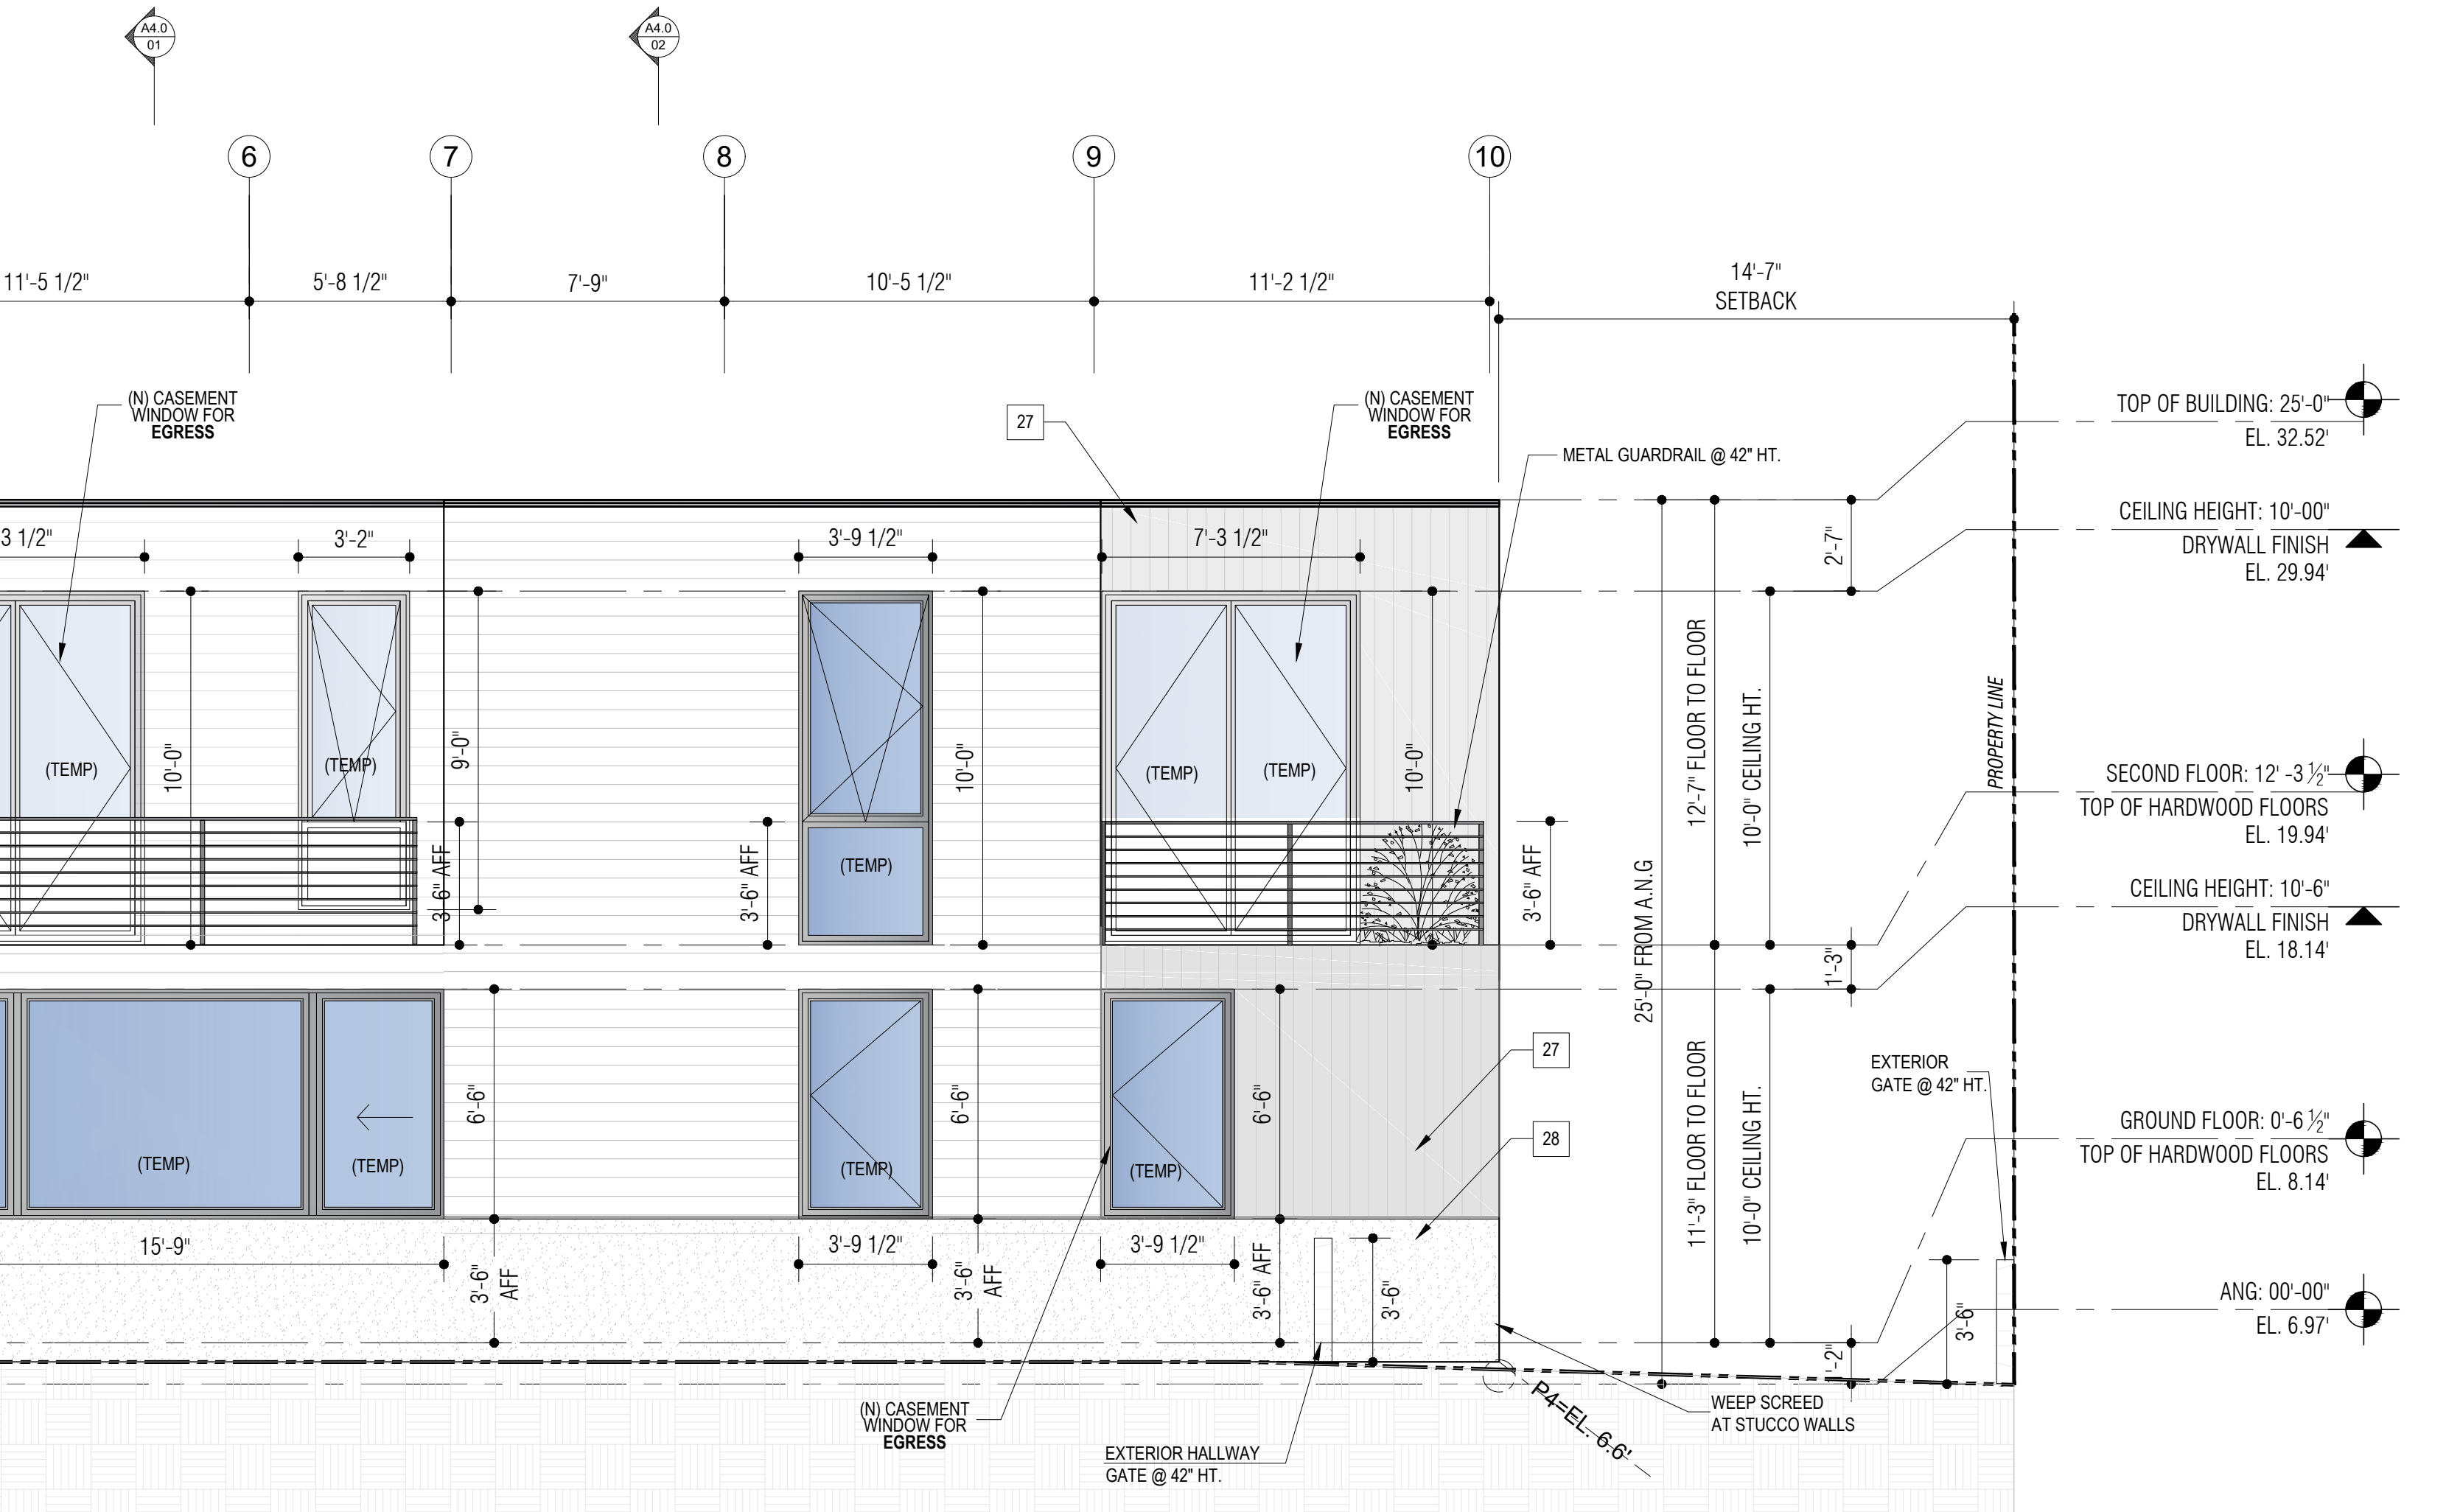 A4.0
01
A4.0
02
6
7
8
9
10
11'-5 1/2"
5'-8 1/2"
7'-9"
10'-5 1/2"
11'-2 1/2"
14'-7"
SETBACK
(N) CASEMENT
WINDOW FOR
EGRESS
27
(N) CASEMENT
WINDOW FOR
EGRESS
METAL GUARDRAIL @ 42" HT.
TOP OF BUILDING: 25'-0"
EL. 32.52'
CEILING HEIGHT: 10'-00"
DRYWALL FINISH
EL. 29.94'
3 1/2"
3'-2"
3'-9 1/2"
7'-3 1/2"
2'-7"
10'-0"
9'-0"
10'-0"
10'-0"
12'-7" FLOOR TO FLOOR
10'-0" CEILING HT.
PROPERTY LINE
(TEMP)
(TEMP)
(TEMP)
(TEMP)
(TEMP)
SECOND FLOOR: 12' -3 ½"
TOP OF HARDWOOD FLOORS
EL. 19.94'
3'-6" AFF
3'-6" AFF
3'-6" AFF
25'-0" FROM A.N.G
CEILING HEIGHT: 10'-6"
DRYWALL FINISH
EL. 18.14'
1'-3"
6'-6"
6'-6"
6'-6"
11'-3" FLOOR TO FLOOR
10'-0" CEILING HT.
27
28
EXTERIOR
GATE @ 42" HT.
(TEMP)
(TEMP)
(TEMP)
(TEMP)
GROUND FLOOR: 0'-6 ½"
TOP OF HARDWOOD FLOORS
EL. 8.14'
15'-9"
3'-9 1/2"
3'-9 1/2"
3'-6"
AFF
3'-6"
AFF
3'-6" AFF
3'-6"
3'-6"
ANG: 00'-00"
EL. 6.97'
-2"
(N) CASEMENT
WINDOW FOR
EGRESS
EXTERIOR HALLWAY
GATE @ 42" HT.
P4=EL. 6.6'
WEEP SCREED
AT STUCCO WALLS